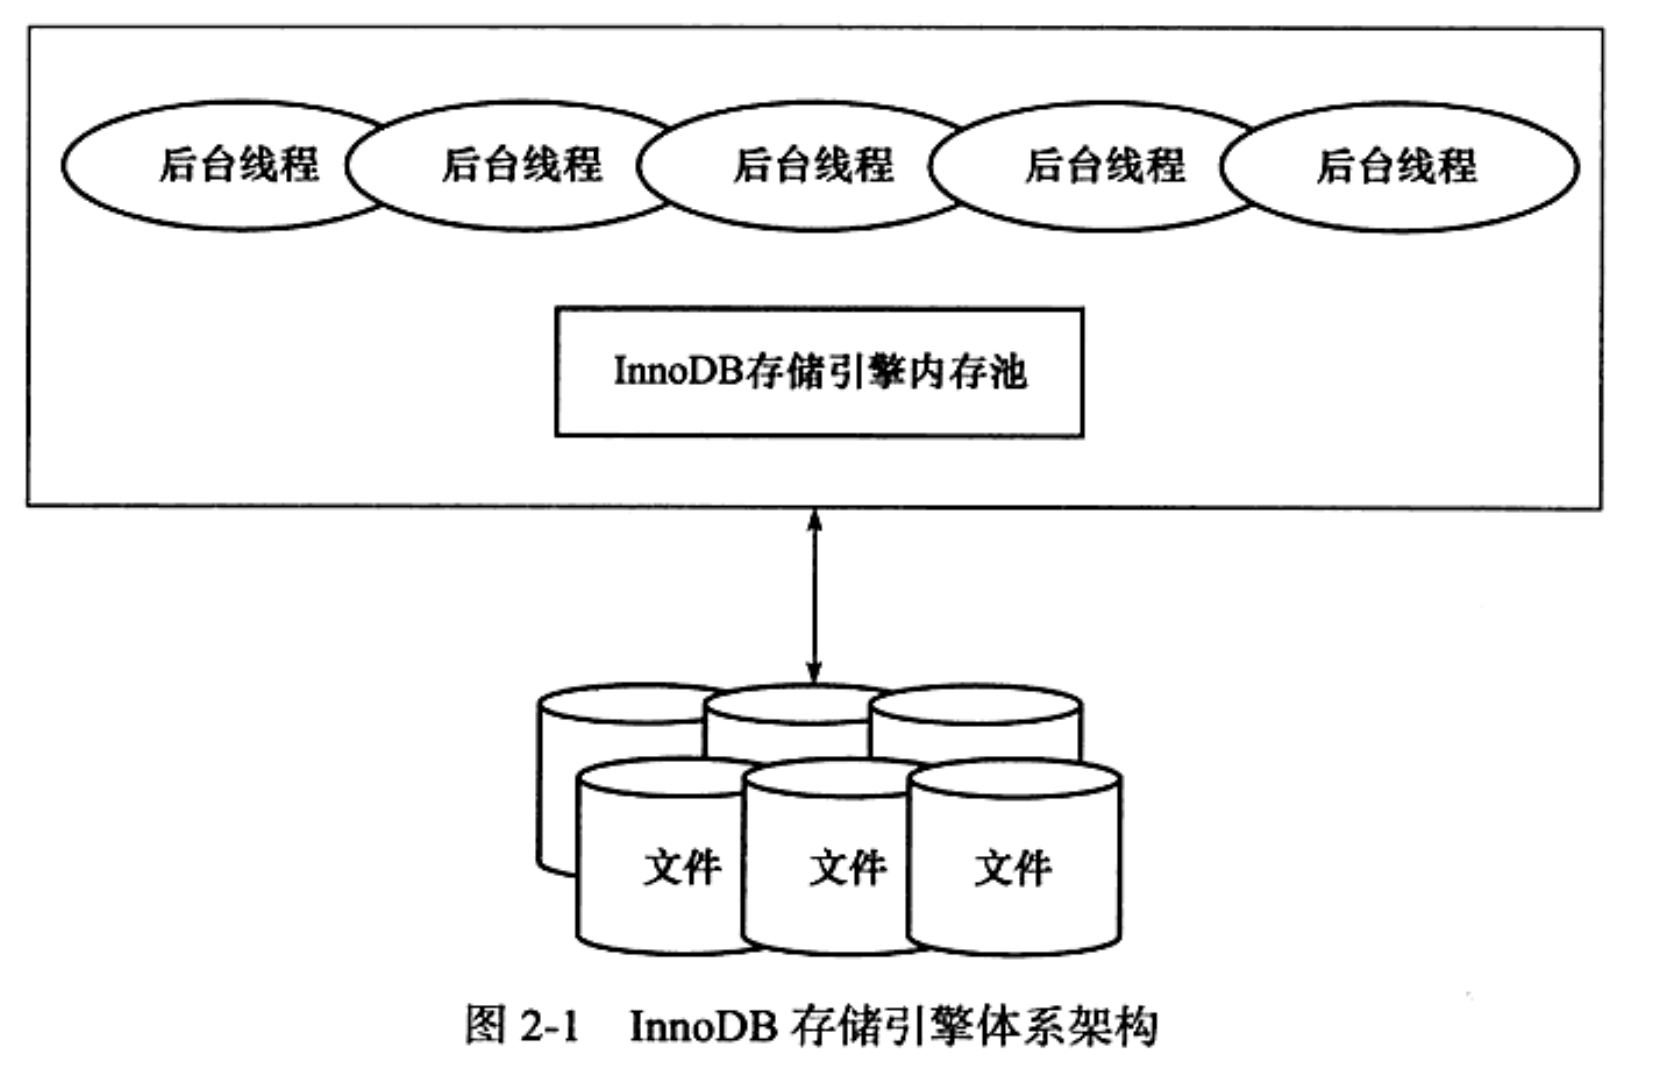 后台线程 后台线程 后台线程 后台线程 后台线程
InnoDB存储引擎内存池
文件 文件 文件
图 2-1 InnoDB 存储引擎体系架构